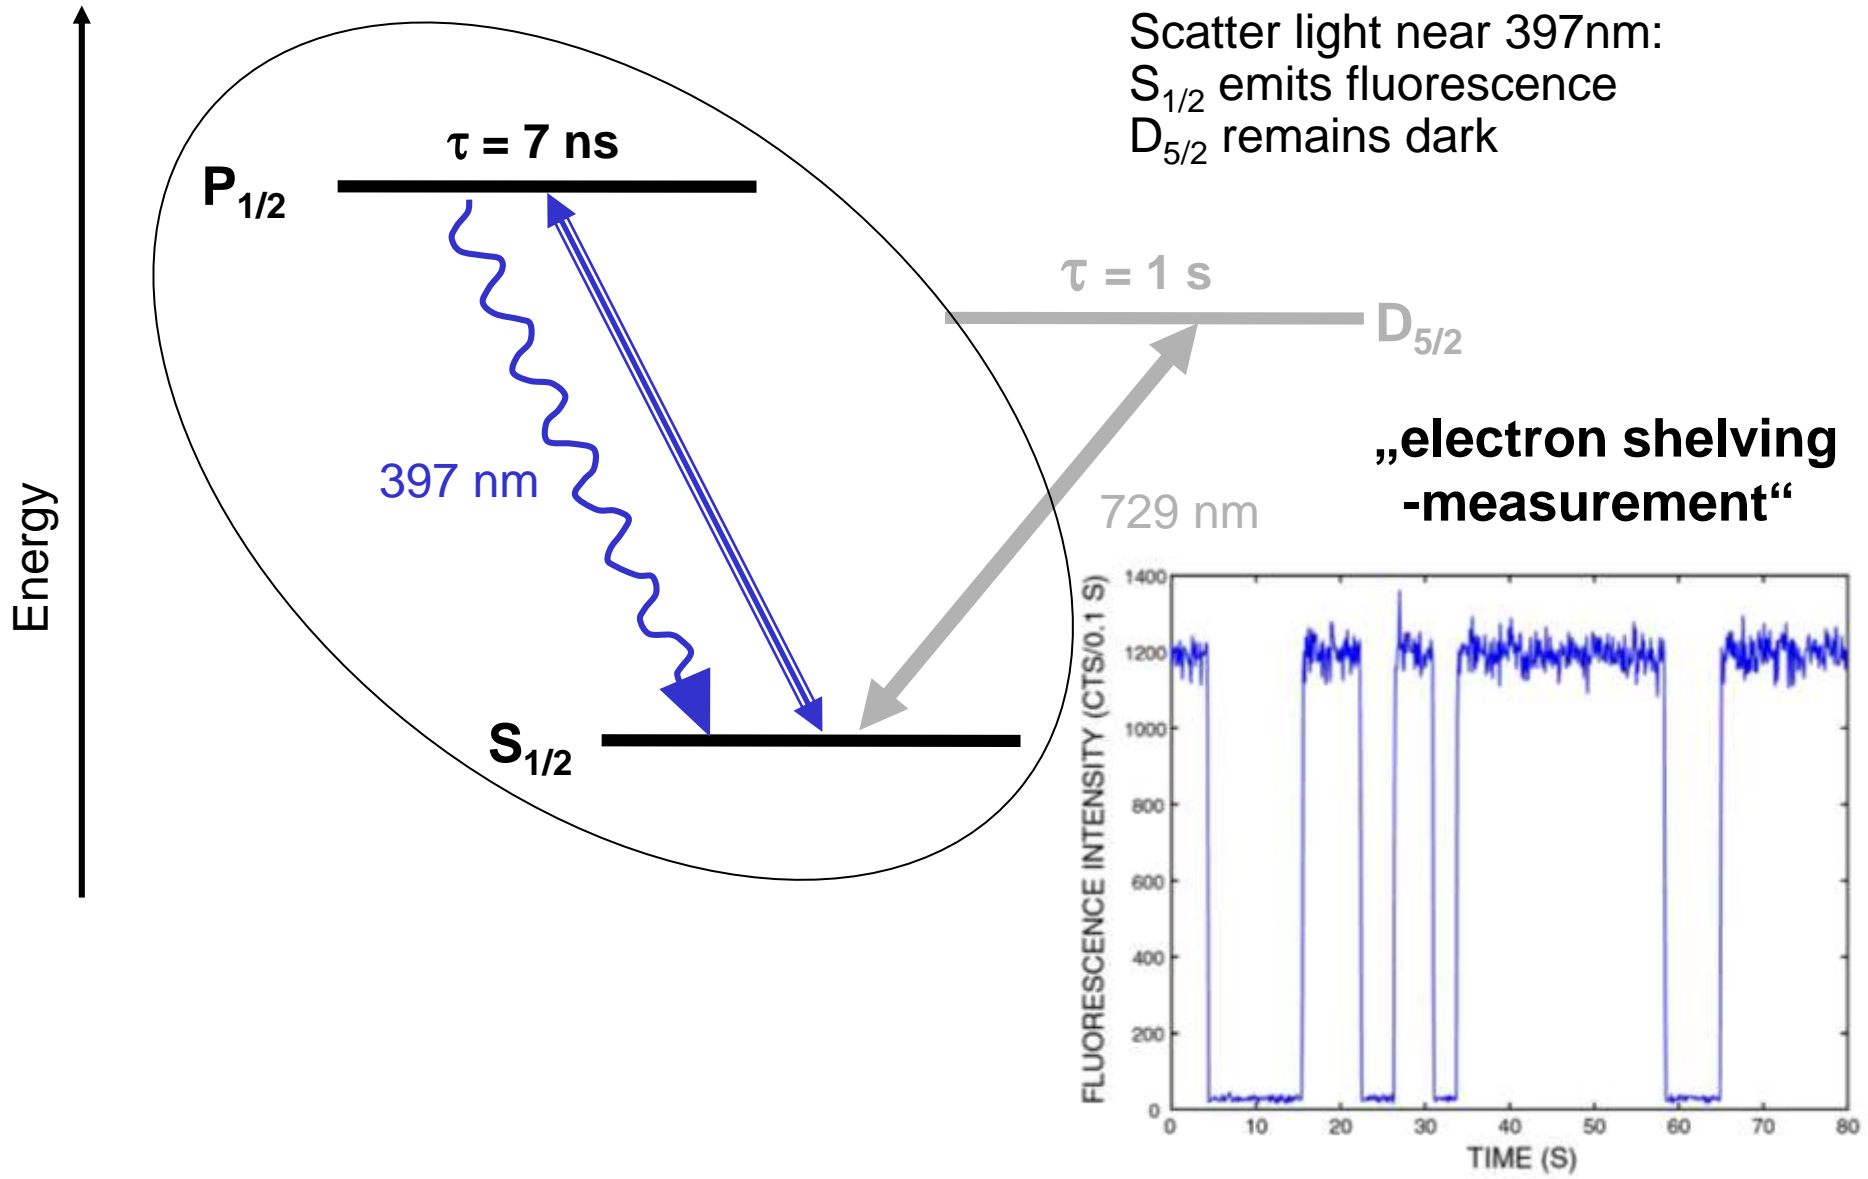 Scatter light near 397nm:
S1/2 emits fluorescence
D5/2 remains dark
τ = 7 ns
P1/2
τ = 1 s
D5/2
„electron shelving
-measurement“
397 nm
729 nm
Energy
S1/2
FLUORESCENCE INTENSITY (CTS/0.1 S)
1400
1200
1000
800
600
400
200
0
0 10 20 30 40 50 60 70 80
TIME (S)